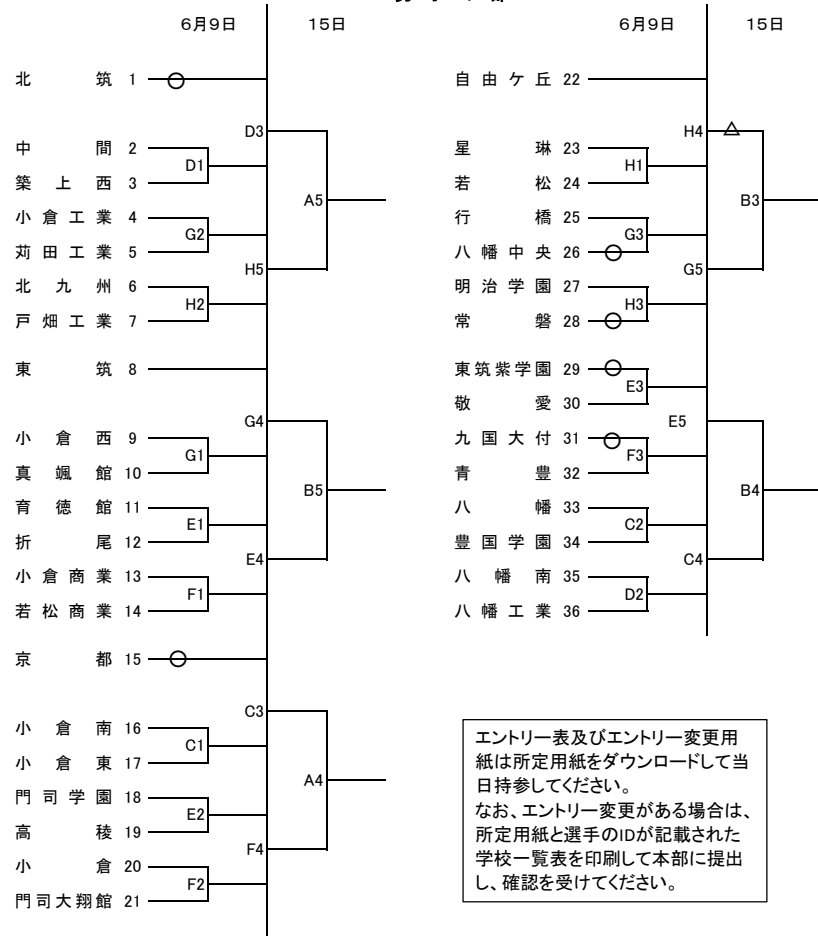 6月9日 15日
北筑 1
D3
中間 2
D1
築上西 3
A5
小倉工業 4
G2
苅田工業 5
H5
北九州 6
H2
戸畑工業 7
東筑 8
G4
小倉西 9
G1
真颯館 10
B5
育徳館 11
E1
折尾 12
E4
小倉商業 13
F1
若松商業 14
京都 15
C3
小倉南 16
C1
小倉東 17
A4
門司学園 18
E2
高稜 19
F4
小倉 20
F2
門司大翔館 21
6月9日 15日
自由ケ丘 22
H4
星琳 23
H1
若松 24
B3
行橋 25
G3
八幡中央 26
G5
明治学園 27
H3
常磐 28
東筑紫学園 29
E3
敬愛 30
E5
九国大付 31
F3
青豊 32
B4
八幡 33
C2
豊国学園 34
C4
八幡南 35
D2
八幡工業 36
エントリー表及びエントリー変更用
紙は所定用紙をダウンロードして当
日持参してください。
なお、エントリー変更がある場合は、
所定用紙と選手のIDが記載された
学校一覧表を印刷して本部に提出
し、確認を受けてください。